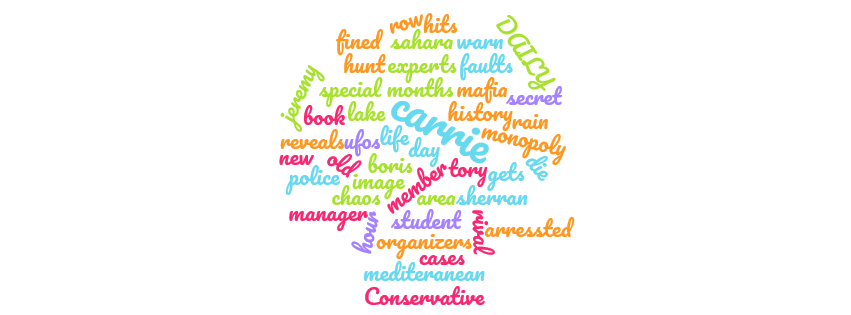 row hits
fined sahara warn DAILY
hunt experts faults
jeremy special months mafia secret
book lake carrie history rain
reveals ufos life day monopoly
new old boris tory gets die
police image member
chaos area sherran
manager hour student rival arressted
organizers
cases
mediteranean
Conservative